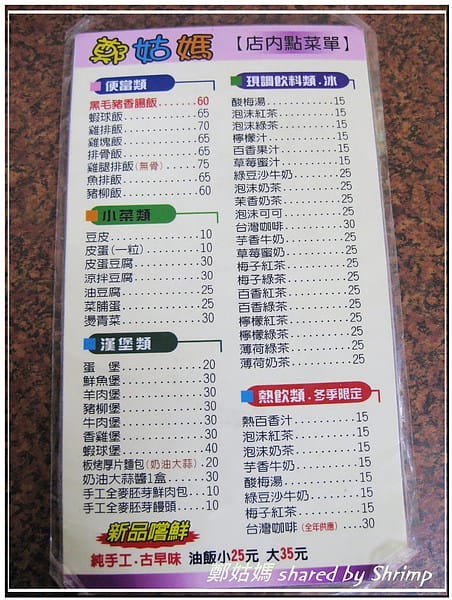 鄭姑媽【店內點菜單】
便當類
黑毛豬香腸飯......60
蝦球飯......65
雞排飯......70
雞塊飯......65
排骨飯......65
雞腿排飯(無骨)...75
魚排飯......65
豬柳飯......60
小菜類
豆皮......10
皮蛋(一粒)......10
皮蛋豆腐......30
涼拌豆腐......30
油豆腐......25
菜脯蛋......25
燙青菜......30
漢堡類
蛋 堡......20
鮮魚堡......30
羊肉堡......30
豬柳堡......30
牛肉堡......30
香雞堡......30
蝦球堡......40
板烤厚片麵包(奶油大蒜).20
奶油大蒜醬1盒......30
手工全麥胚芽鮮肉包...10
手工全麥胚芽饅頭....10
現調飲料類.冰
酸梅湯......15
泡沫紅茶......15
泡沫綠茶......15
檸檬汁......15
百香果汁......15
草莓蜜汁......15
綠豆沙牛奶......25
泡沫奶茶......25
茉香奶茶......25
泡沫可可......25
台灣咖啡......30
芋香牛奶......25
草莓蜜奶......25
梅子紅茶......25
梅子綠茶......25
百香紅茶......25
百香綠茶......25
檸檬紅茶......25
檸檬綠茶......25
薄荷綠茶......25
薄荷奶茶......25
熱飲類.冬季限定
熱百香汁......15
泡沫紅茶......15
泡沫奶茶......15
芋香牛奶......15
酸梅湯......15
綠豆沙牛奶......15
梅子紅茶......15
台灣咖啡(全年供應)...30
新品嚐鮮
純手工.古早味 油飯小25元 大35元
鄭姑媽 shared by Shrimp